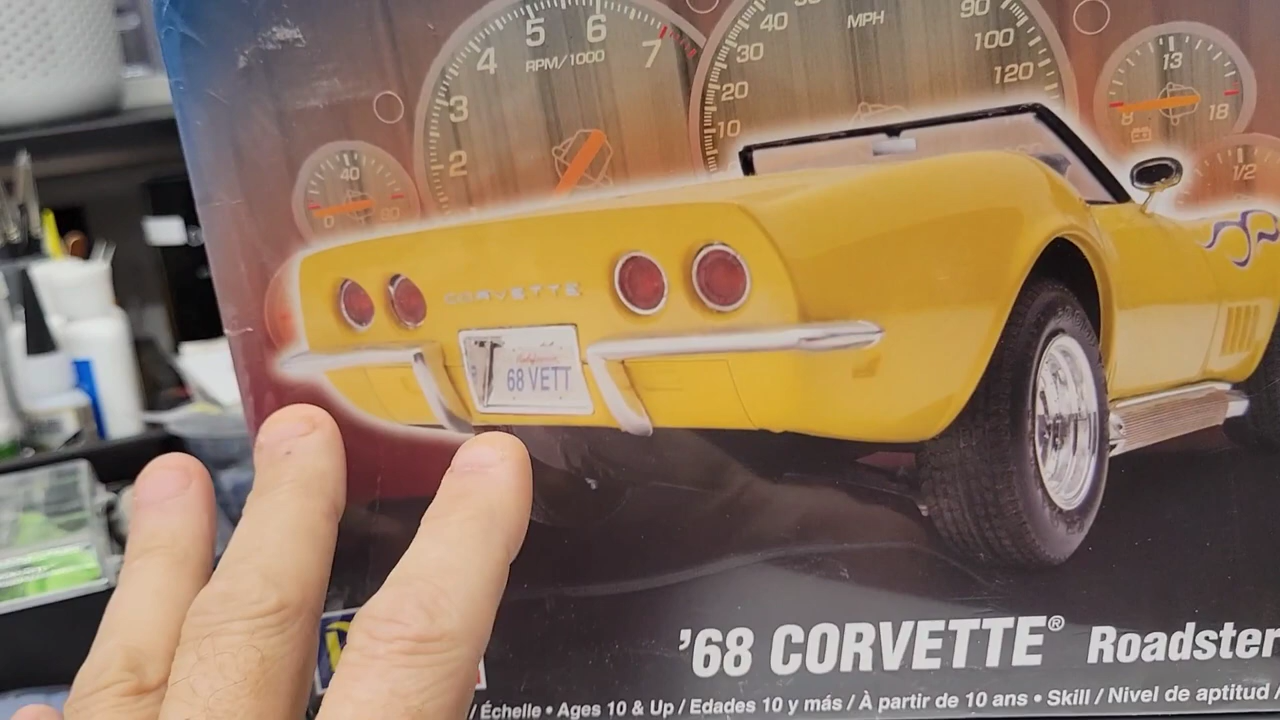 5 6
4 7
RPM/1000
3
2
40
0 80
MPH
40 90
30 100
20 120
10
13
8 18
1/2
CORVETTE
California
68 VETT
'68 CORVETTE® Roadster
/ Échelle • Ages 10 & Up / Edades 10 y más / À partir de 10 ans • Skill / Nivel de aptitud /